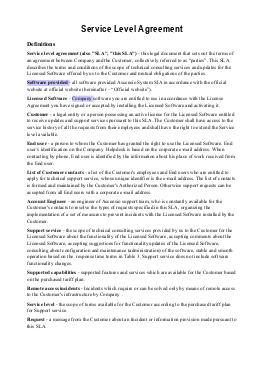 Service Level Agreement
Definitions
Service level agreement (also "SLA", "this SLA") - this legal document that sets out the terms of
an agreement between Company and the Customer, collectively referred to as "parties". This SLA
describes the terms and conditions of the scope of technical consulting services and updates for the
Licensed Software offered by us to the Customer and mutual obligations of the parties.
Software provided - all software provided Ascensio System SIA in accordance with the official
website at official website (hereinafter - "Official website").
Licensed Software - Company software you are entitled to use in accordance with the License
Agreement you have signed or accepted by installing the Licensed Software and activating it.
Customer - a legal entity or a person possessing an active license for the Licensed Software entitled
to receive updates and support services pursuant to this SLA. The Customer shall have access to the
service history of all the requests from their employees and shall have the right to extend the Service
level available.
End user - a person to whom the Customer has granted the right to use the Licensed Software. End
user's identification on the Company Helpdesk is based on the corporate e-mail address. When
contacting by phone, End user is identified by the information about his place of work received from
the End user.
List of Customer contacts - a list of the Customer's employees and End users who are entitled to
apply for technical support service, whose unique identifier is the e-mail address. The list of contacts
is formed and maintained by the Customer's Authorized Person. Otherwise support requests can be
accepted from all End users with a corporate e-mail address.
Account Engineer - an engineer of Ascensio support team, who is constantly available for the
Customer's contacts to resolve the types of requests specified in this SLA, organizing the
implementation of a set of measures to prevent incidents with the Licensed Software installed by the
Customer.
Support service - the scope of technical consulting services provided by us to the Customer for the
Licensed Software about the functionality of the Licensed Software, accepting comments about the
Licensed Software, accepting suggestions for functionality updates of the Licensed Software,
consulting about configuration and maintenance (administration) of the software, stable and smooth
operation based on the response time terms in Table 3. Support service does not include software
functionality changes.
Supported capabilities - supported features and services which are available for the Customer based
on the purchased tariff plan.
Remote access incidents - Incidents which require or can be solved only by means of remote access
to the Customer's infrastructure by Company .
Service level - the scope of terms available for the Customer according to the purchased tariff plan
for Support service.
Request - a message from the Customer about an Incident or information provision made pursuant to
this SLA.